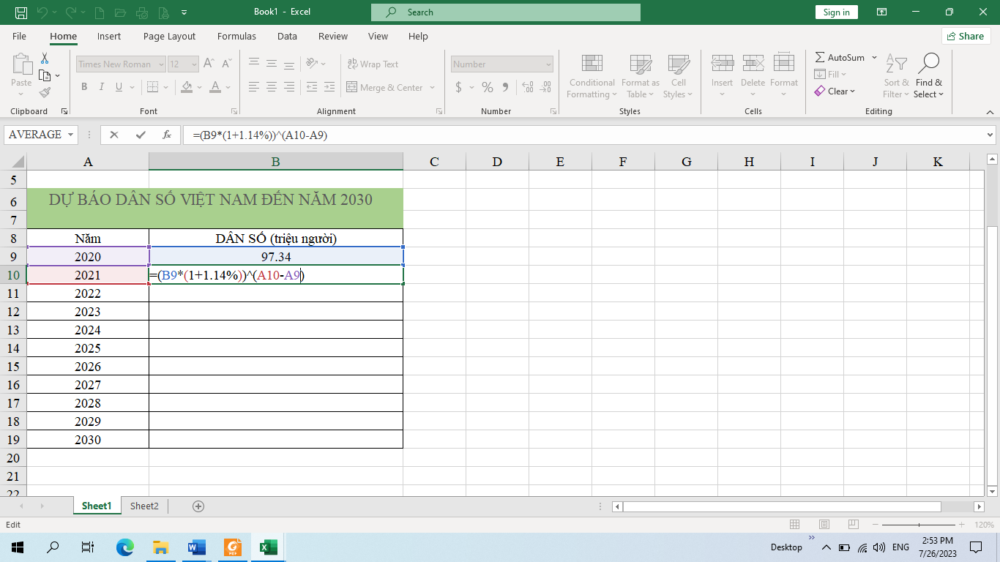 Book1 - Excel
Search
Sign in
File Home Insert Page Layout Formulas Data Review View Help
Share
Paste
Clipboard
Times New Roman 12
B I U
Font
Wrap Text
Merge & Center
Alignment
Number
$ %
Number
Conditional Formatting
Format as Table
Cell Styles
Styles
Insert Delete Format
Cells
AutoSum
Fill
Clear
Sort & Filter
Find & Select
Editing
AVERAGE =(B9*(1+1.14%))^(A10-A9)
A B C D E F G H I J K
5
6 DỰ BÁO DÂN SỐ VIỆT NAM ĐẾN NĂM 2030
7
8 Năm DÂN SỐ (triệu người)
9 2020 97.34
10 2021 =(B9*(1+1.14%))^(A10-A9)
11 2022
12 2023
13 2024
14 2025
15 2026
16 2027
17 2028
18 2029
19 2030
20
21
22
Sheet1 Sheet2
Edit 120%
Desktop ENG 2:53 PM
7/26/2023